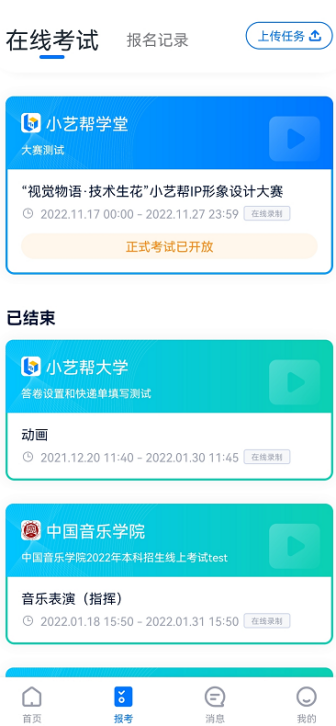 在线考试
报名记录
上传任务
小艺帮学堂
大赛测试
“视觉物语·技术生花”小艺帮IP形象设计大赛
2022.11.17 00:00 - 2022.11.27 23:59
在线录制
正式考试已开放
已结束
小艺帮大学
答卷设置和快递单填写测试
动画
2021.12.20 11:40 - 2022.01.30 11:45
在线录制
中国音乐学院
中国音乐学院2022年本科招生线上考试test
音乐表演（指挥）
2022.01.18 15:50 - 2022.01.31 15:50
在线录制
首页
报考
消息
我的